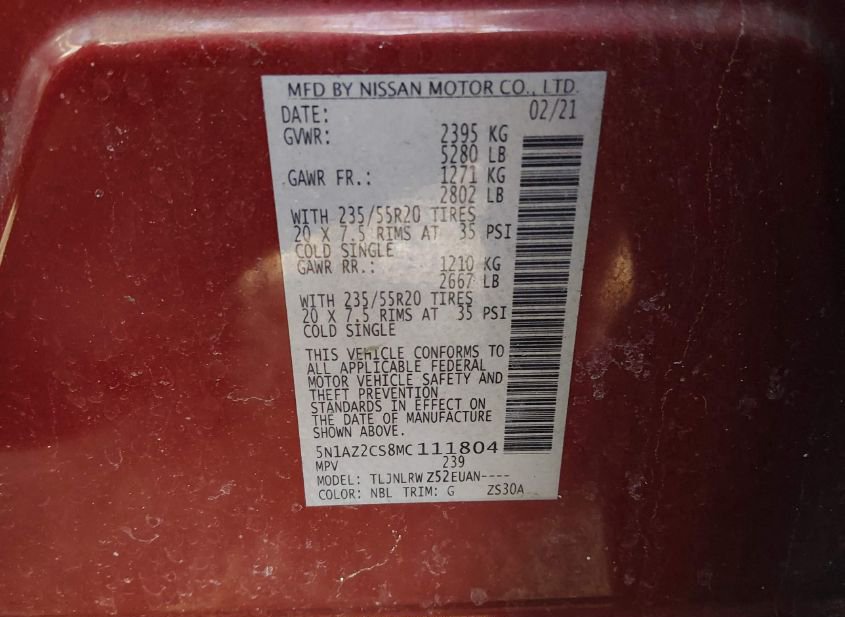 MFD BY NISSAN MOTOR CO., LTD.
DATE: 02/21
GVWR: 2395 KG
5280 LB
GAWR FR.: 1271 KG
2802 LB
WITH 235/55R20 TIRES
20 X 7.5 RIMS AT 35 PSI
COLD SINGLE
GAWR RR.: 1210 KG
2667 LB
WITH 235/55R20 TIRES
20 X 7.5 RIMS AT 35 PSI
COLD SINGLE
THIS VEHICLE CONFORMS TO
ALL APPLICABLE FEDERAL
MOTOR VEHICLE SAFETY AND
THEFT PREVENTION
STANDARDS IN EFFECT ON
THE DATE OF MANUFACTURE
SHOWN ABOVE.
5N1AZ2CS8MC111804
MPV 239
MODEL: TLJNLRW Z52EUAN----
COLOR: NBL TRIM: G ZS30A